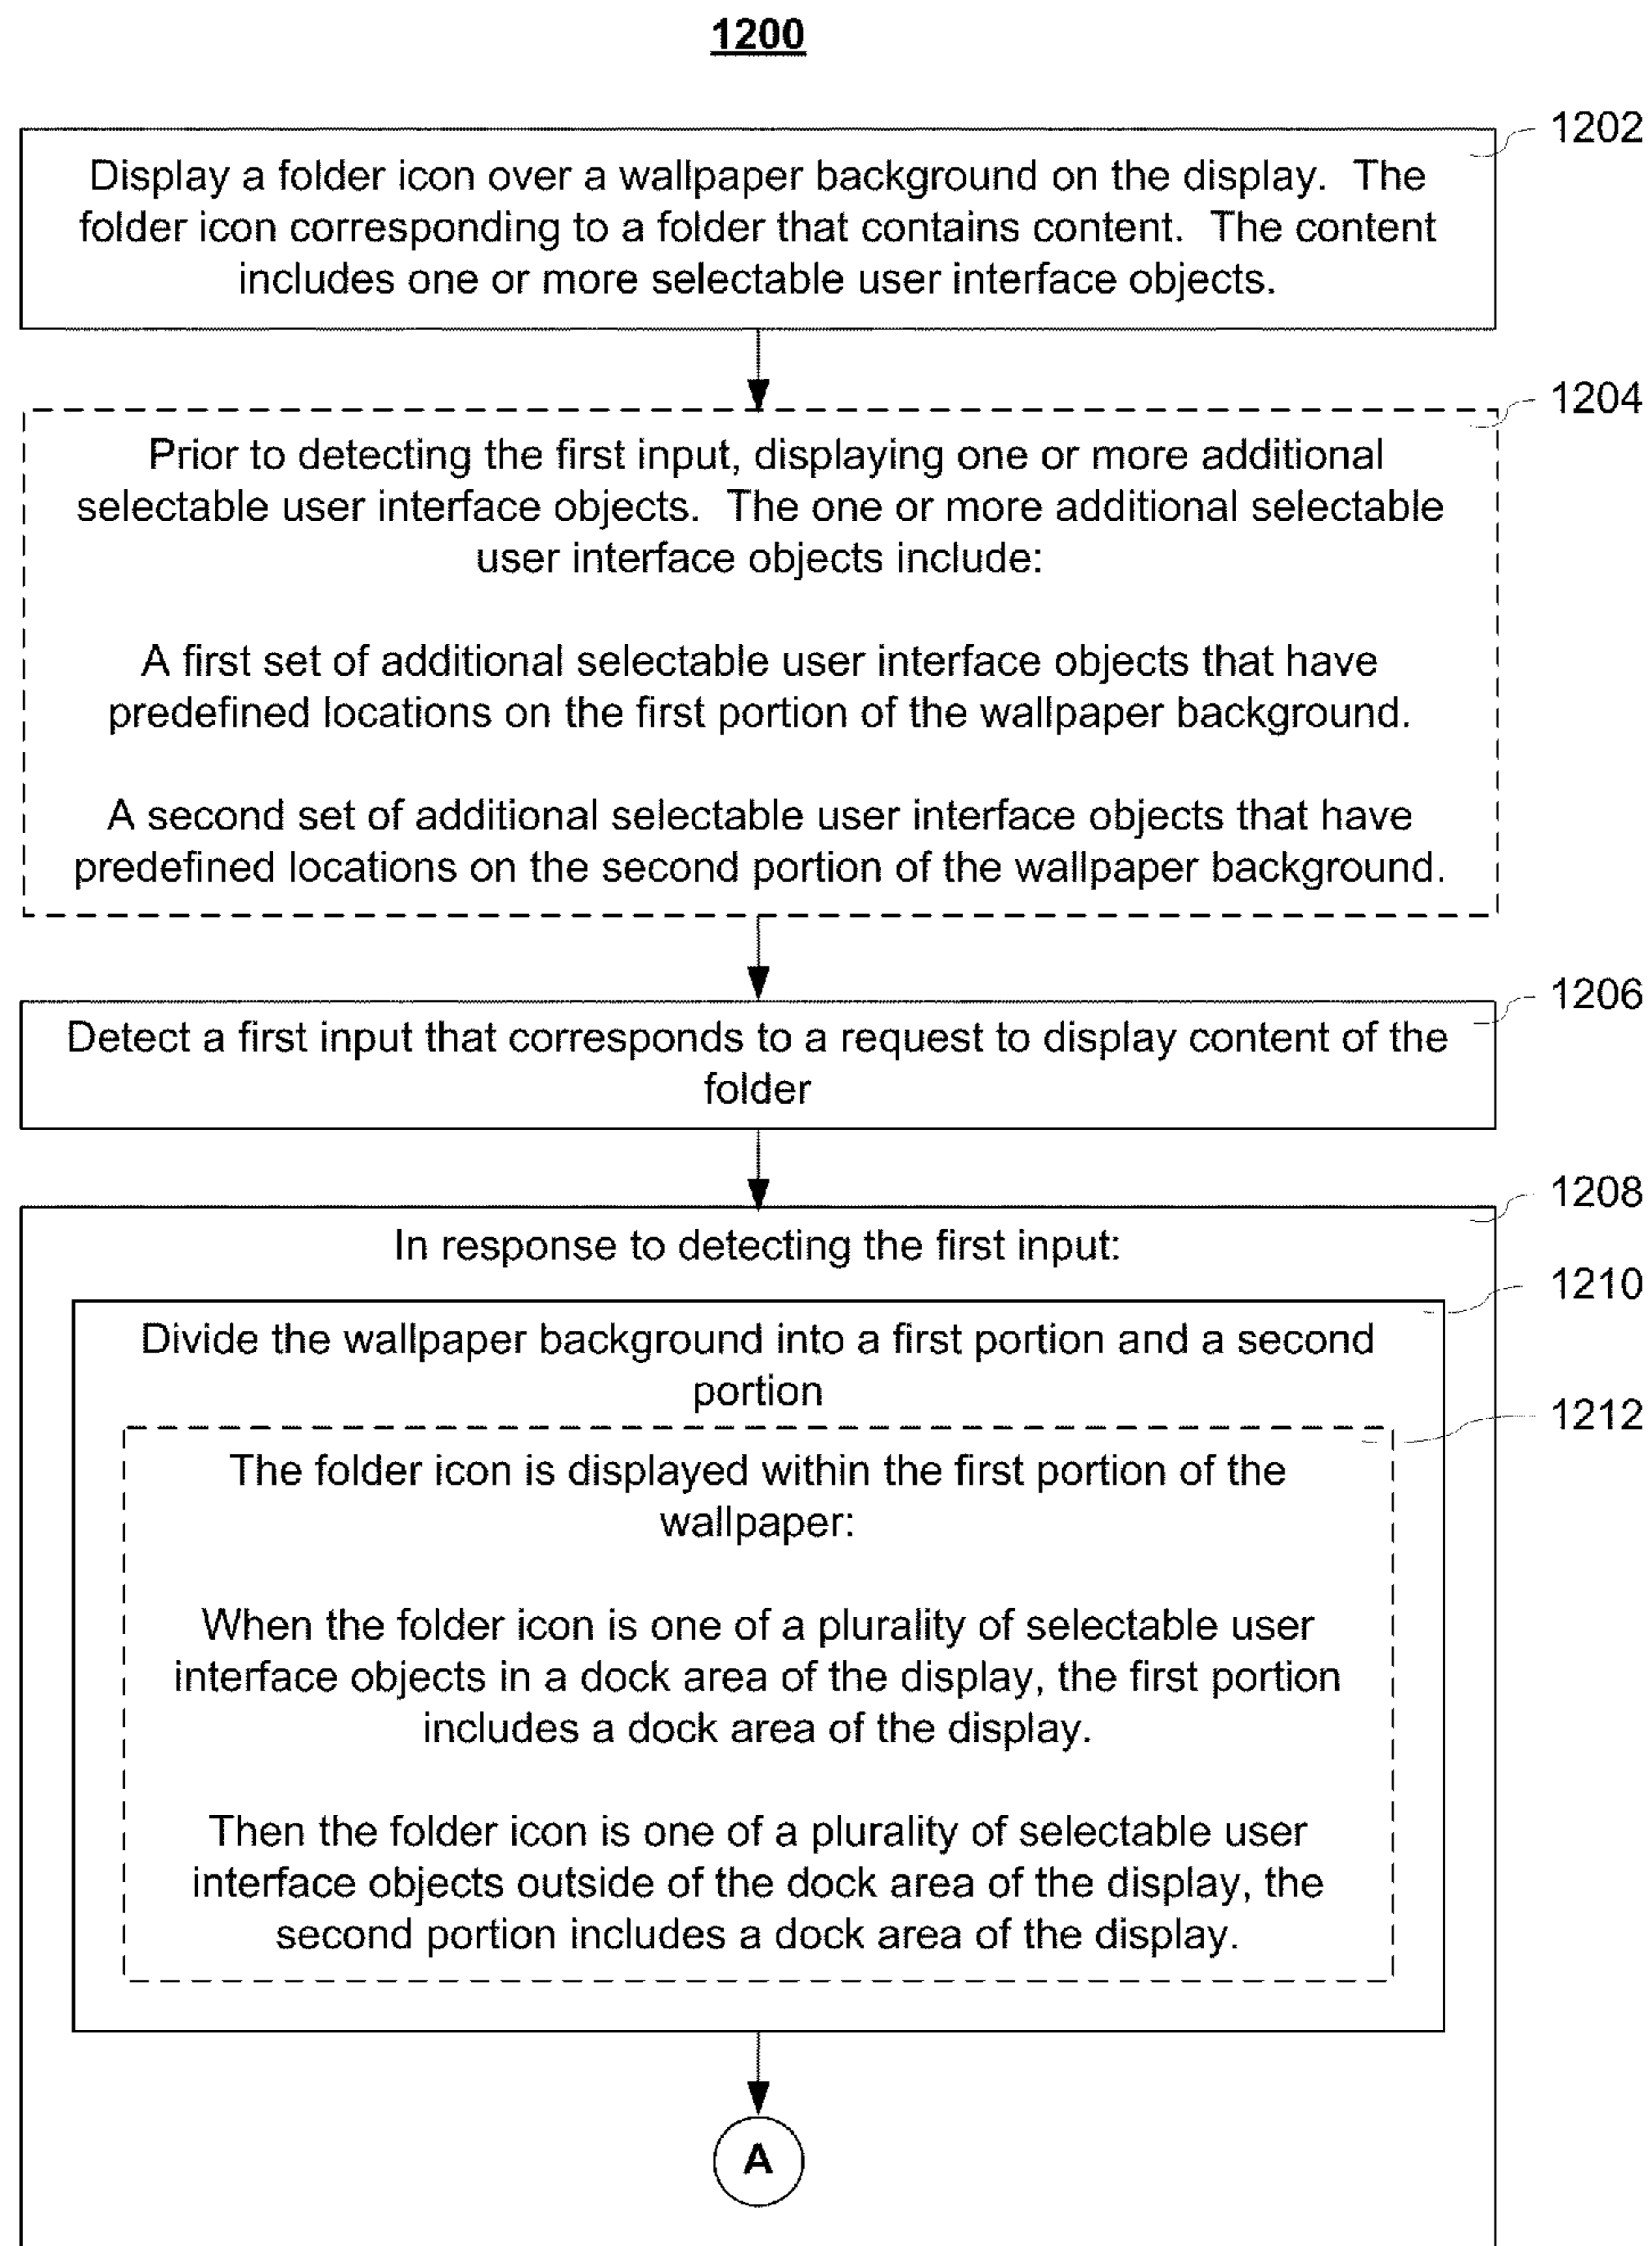 1200
1202
Display a folder icon over a wallpaper background on the display.  The
folder icon corresponding to a folder that contains content.  The content
includes one or more selectable user interface objects.
1204
Prior to detecting the first input, displaying one or more additional
selectable user interface objects.  The one or more additional selectable
user interface objects include:
A first set of additional selectable user interface objects that have
predefined locations on the first portion of the wallpaper background.
A second set of additional selectable user interface objects that have
predefined locations on the second portion of the wallpaper background.
1206
Detect a first input that corresponds to a request to display content of the
folder
1208
In response to detecting the first input:
1210
Divide the wallpaper background into a first portion and a second
portion
1212
The folder icon is displayed within the first portion of the
wallpaper:
When the folder icon is one of a plurality of selectable user
interface objects in a dock area of the display, the first portion
includes a dock area of the display.
Then the folder icon is one of a plurality of selectable user
interface objects outside of the dock area of the display, the
second portion includes a dock area of the display.
A